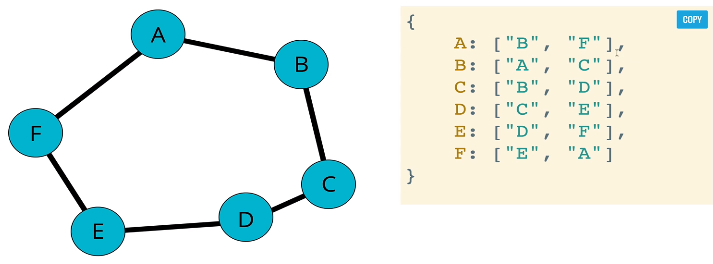 A
B
F
C
D
E
COPY
{
A: ["B", "F"],
B: ["A", "C"],
C: ["B", "D"],
D: ["C", "E"],
E: ["D", "F"],
F: ["E", "A"]
}